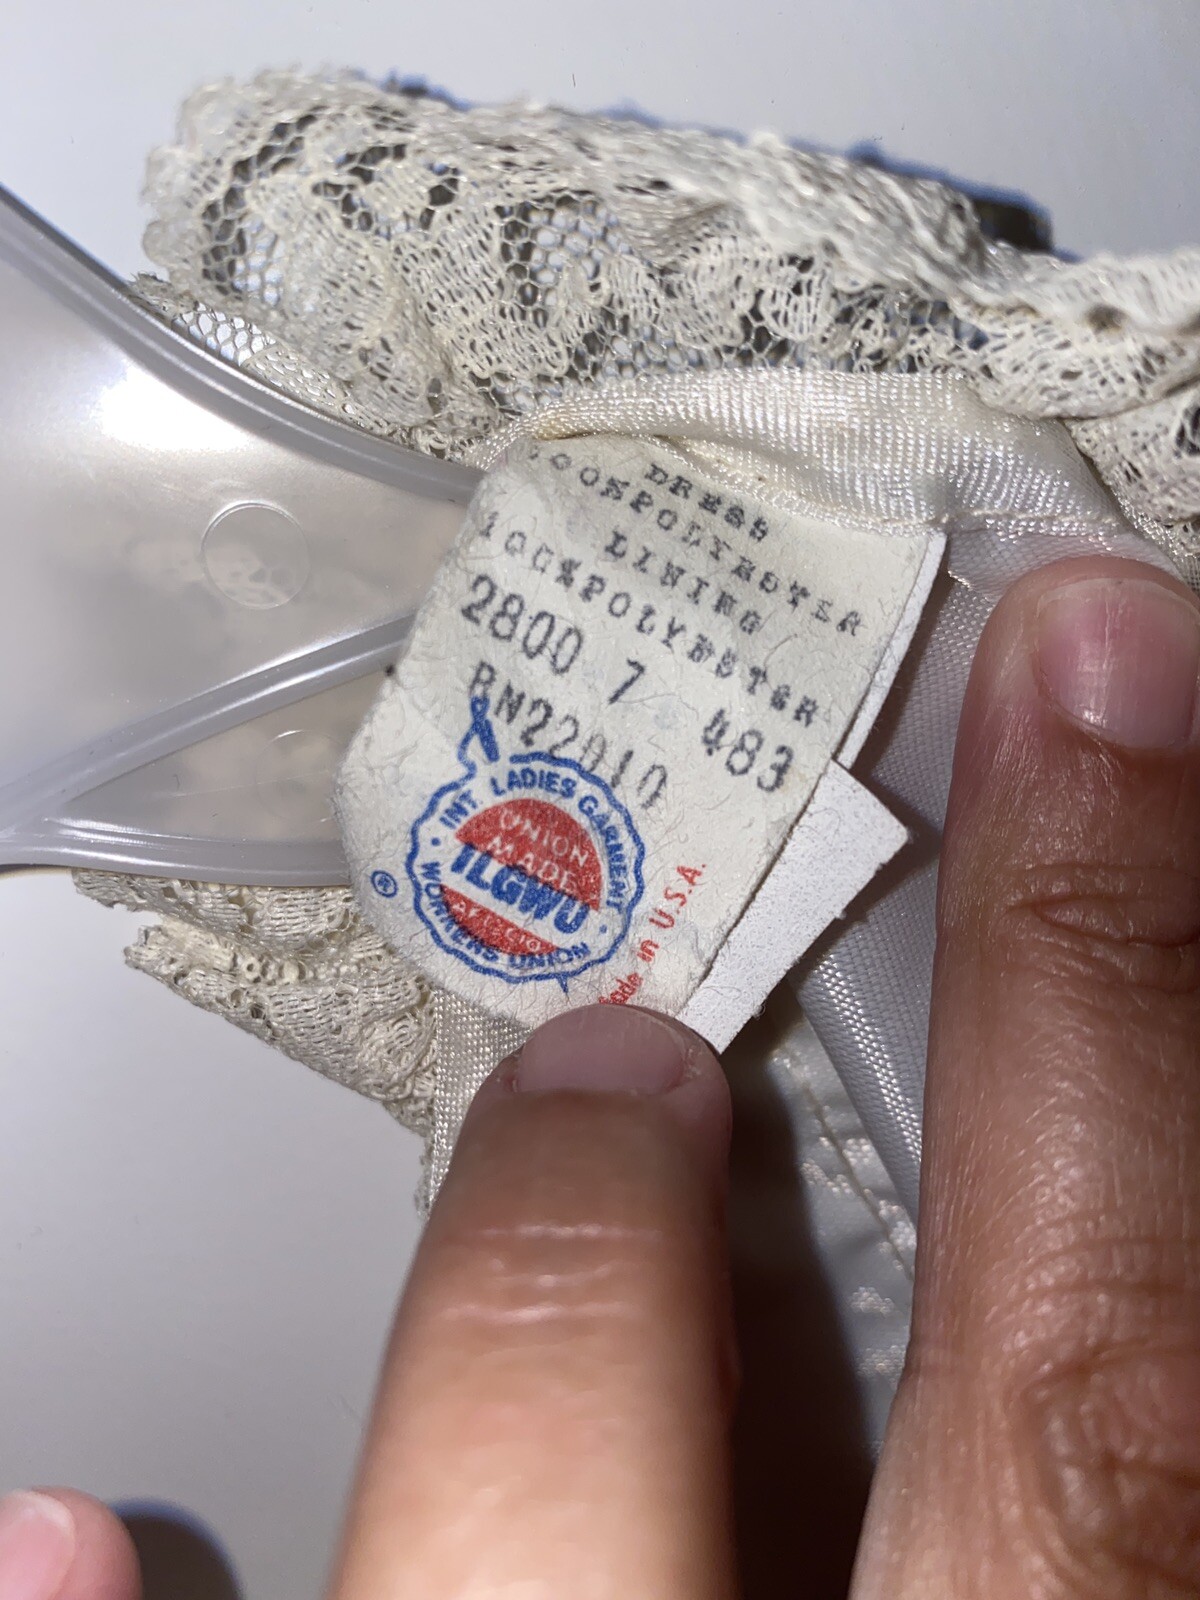 DRESS
100%POLYESTER
LINING
100%POLYESTER
2800 7 483
RN22010
INT. LADIES GARMENT
UNION
MADE
ILGWU
WORKERS UNION
®
Made in U.S.A.